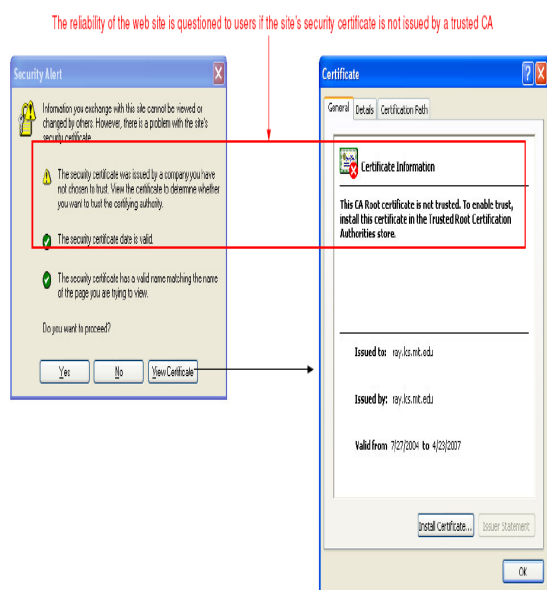 The reliability of the web site is questioned to users if the site's security certificate is not issued by a trusted CA
Security Alert
Information you exchange with this site cannot be viewed or
changed by others. However, there is a problem with the site's
security certificate.
The security certificate was issued by a company you have
not chosen to trust. View the certificate to determine whether
you want to trust the certifying authority.
The security certificate date is valid.
The security certificate has a valid name matching the name
of the page you are trying to view.
Do you want to proceed?
Yes
No
View Certificate
Certificate
General
Details
Certification Path
Certificate Information
This CA Root certificate is not trusted. To enable trust,
install this certificate in the Trusted Root Certification
Authorities store.
Issued to: ray.lcs.mt.edu
Issued by: ray.lcs.mt.edu
Valid from 7/27/2004 to 4/23/2007
Install Certificate...
Issuer Statement
OK